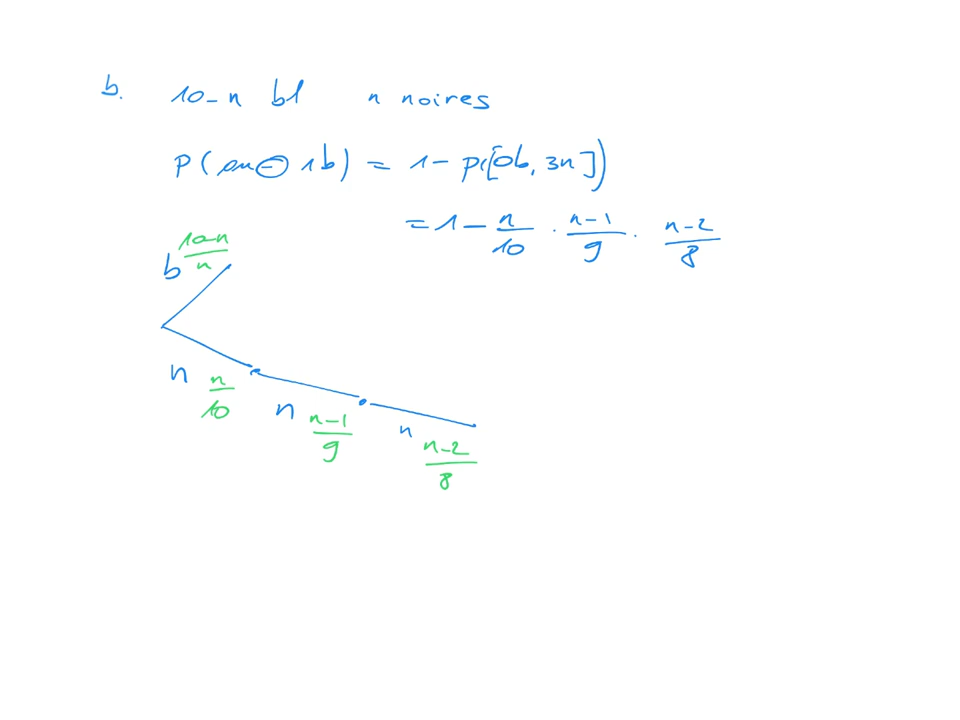 b. 10-n bl n noires
P(au⊖ 1b) = 1 - p([0b, 3n])
= 1 - n/10 · n-1/9 · n-2/8
b 10-n/n
n n/10
n n-1/9
n n-2/8